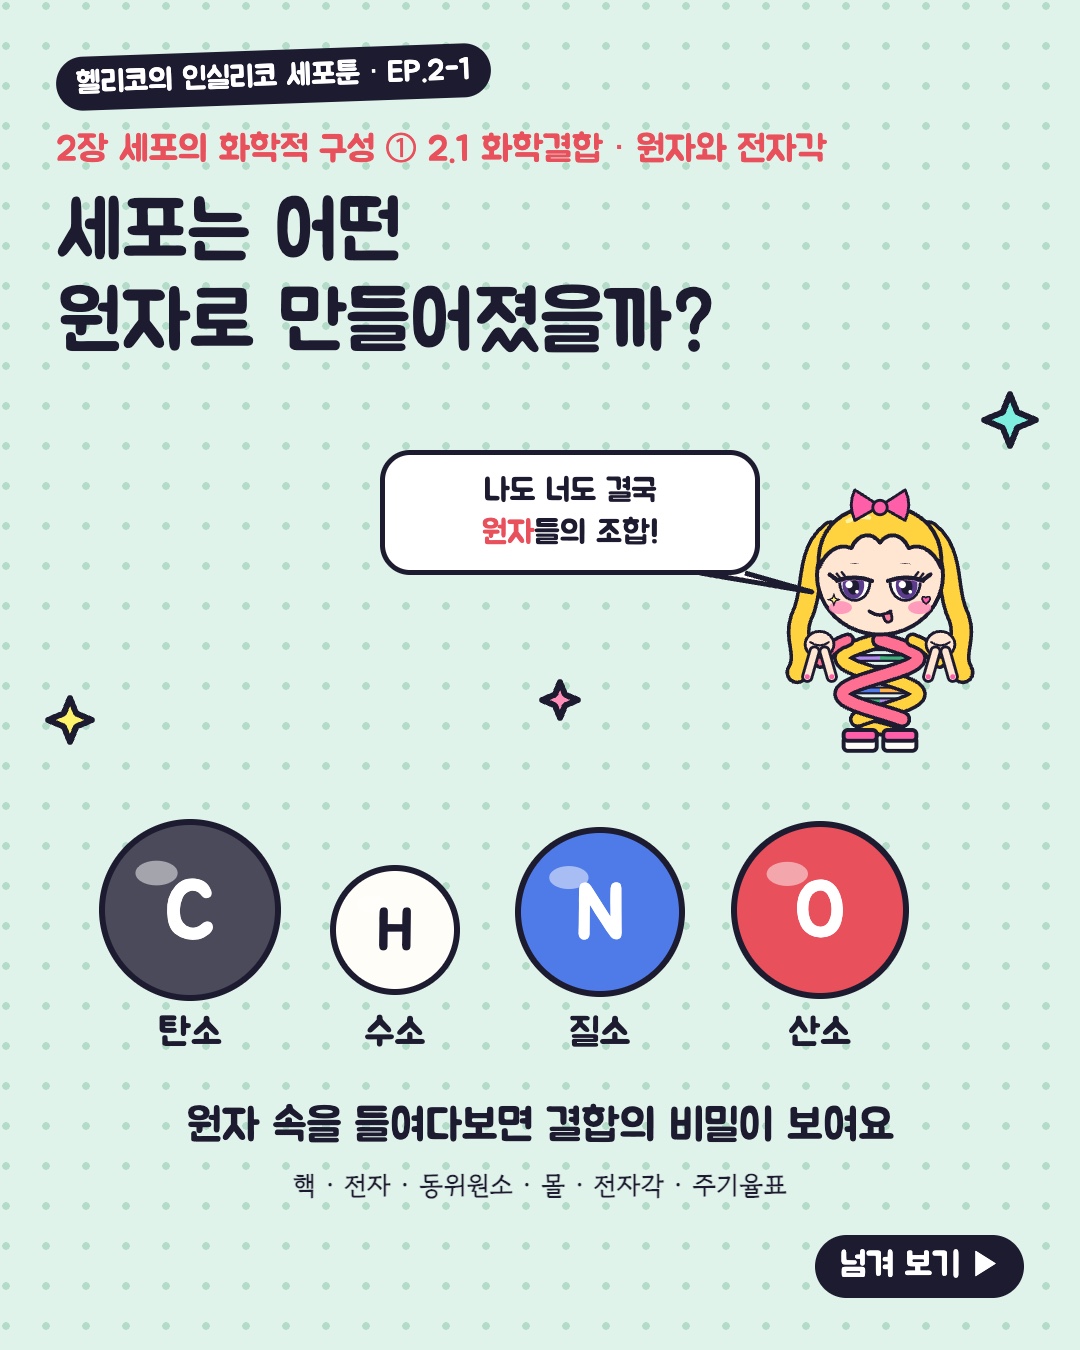 헬리코의 인실리코 세포툰 · EP.2-1
2장 세포의 화학적 구성 ① 2.1 화학결합 · 원자와 전자각
세포는 어떤
원자로 만들어졌을까?
나도 너도 결국
원자들의 조합!
C H N O
탄소 수소 질소 산소
원자 속을 들여다보면 결합의 비밀이 보여요
핵 · 전자 · 동위원소 · 몰 · 전자각 · 주기율표
넘겨 보기 ▶